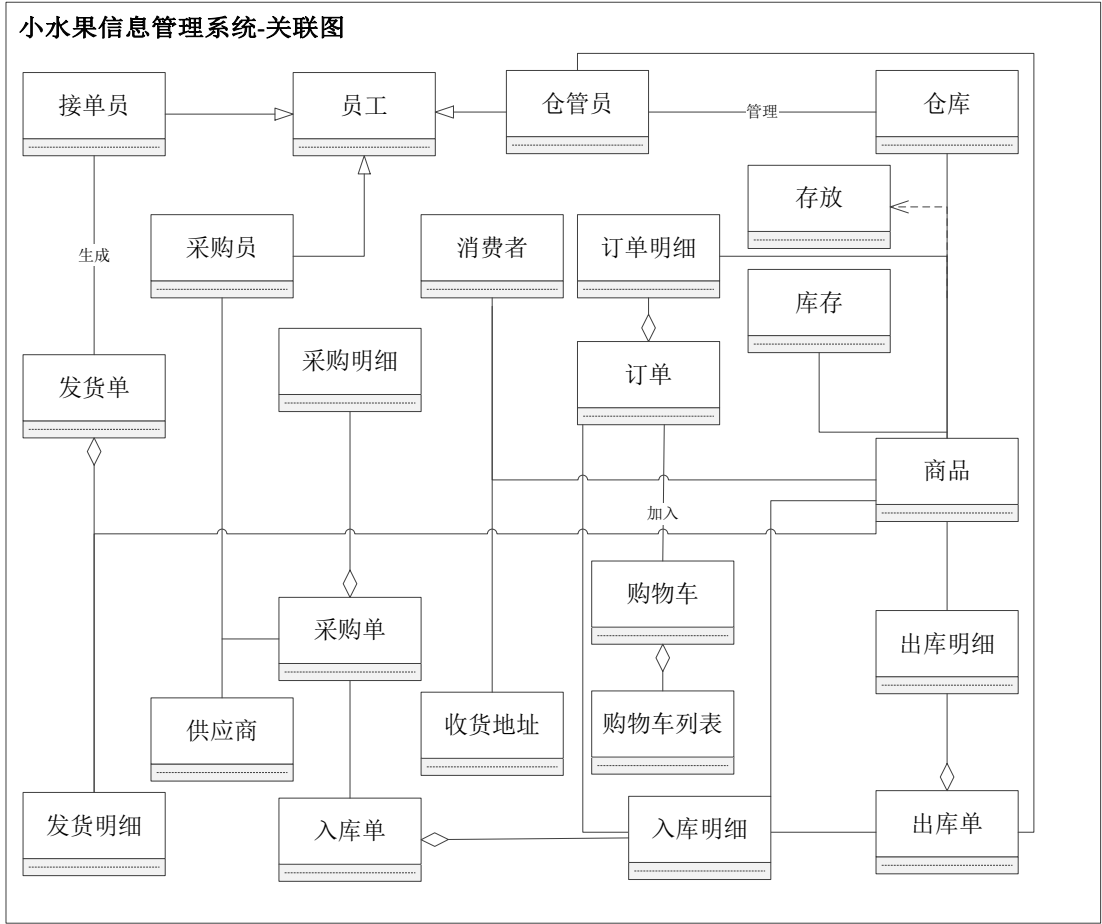 小水果信息管理系统-关联图
接单员
员工
仓管员
管理
仓库
存放
采购员
消费者
订单明细
生成
库存
采购明细
订单
发货单
商品
加入
购物车
采购单
出库明细
供应商
收货地址
购物车列表
发货明细
入库单
入库明细
出库单